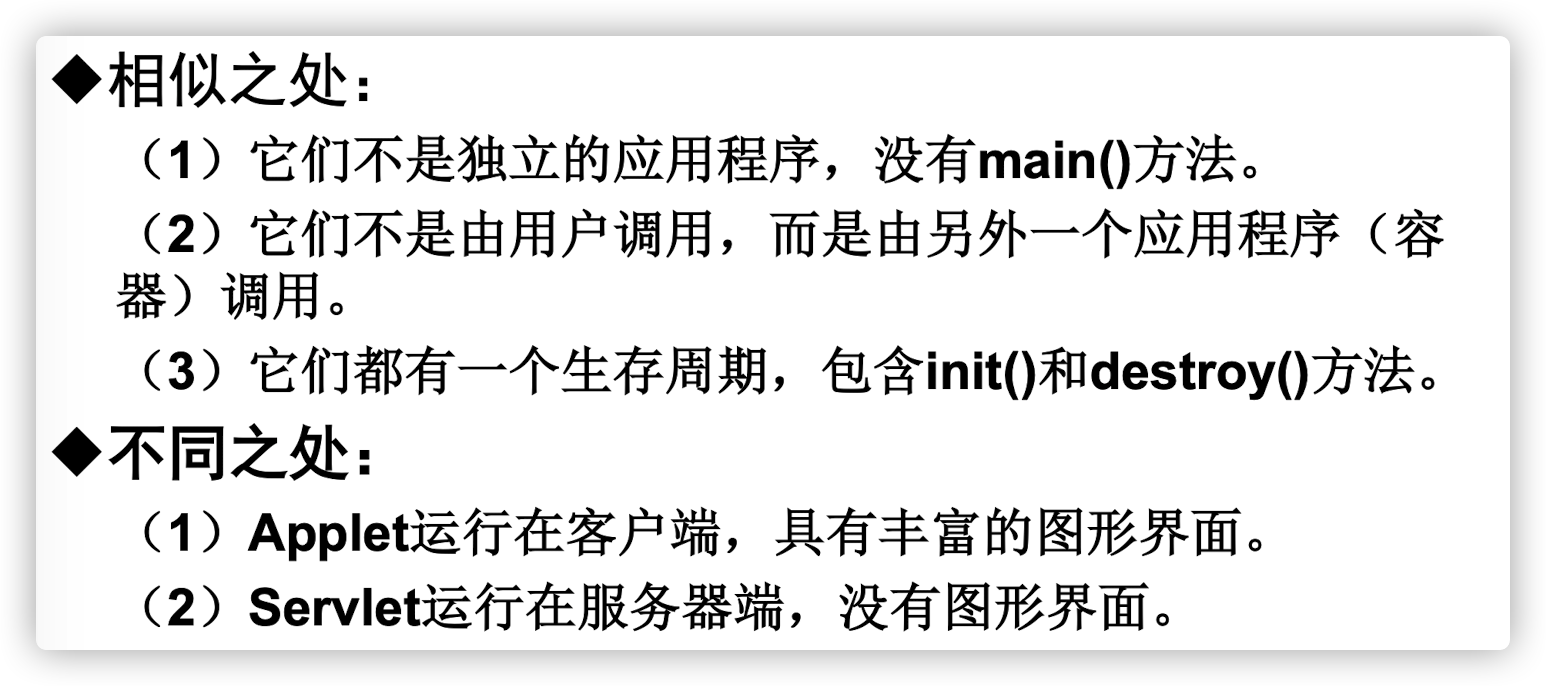 ◆相似之处：
（1）它们不是独立的应用程序，没有main()方法。
（2）它们不是由用户调用，而是由另外一个应用程序（容
器）调用。
（3）它们都有一个生存周期，包含init()和destroy()方法。
◆不同之处：
（1）Applet运行在客户端，具有丰富的图形界面。
（2）Servlet运行在服务器端，没有图形界面。